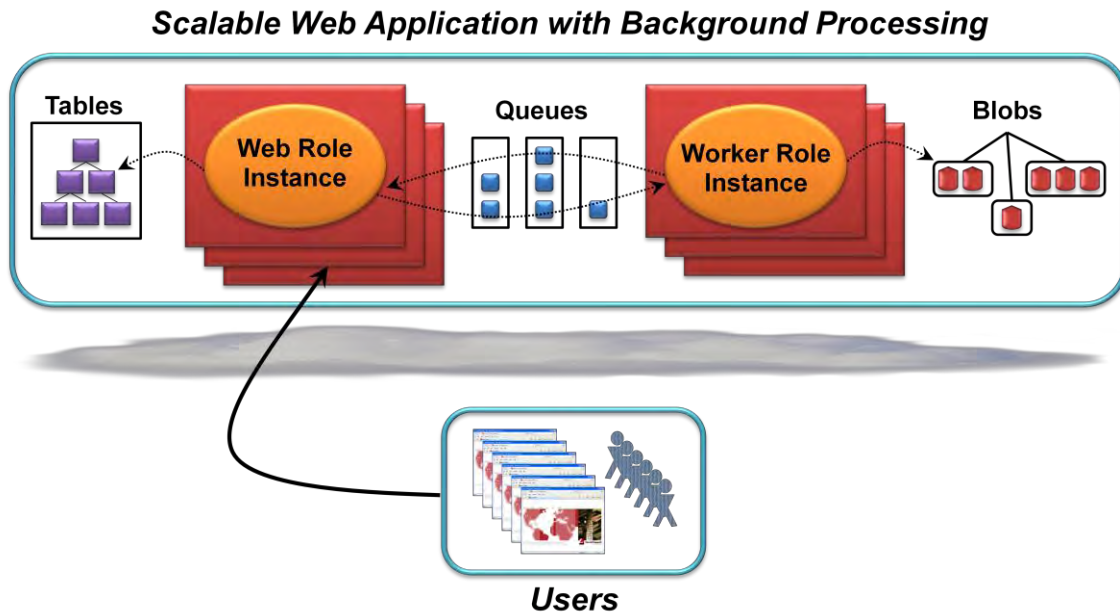 Scalable Web Application with Background Processing
Tables
Web Role
Instance
Queues
Worker Role
Instance
Blobs
Users